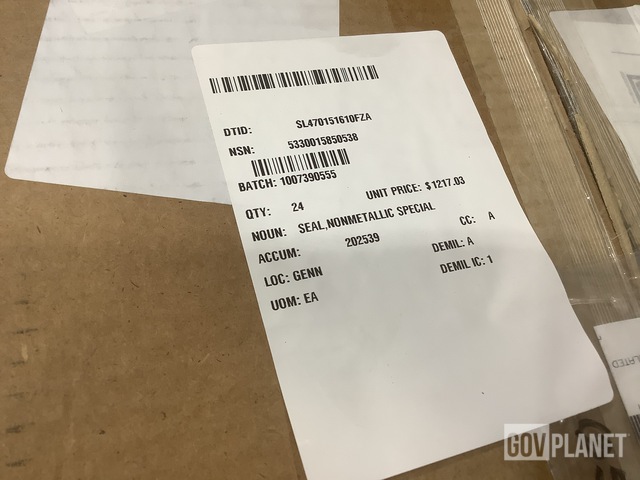 DTID: SL470151610FZA
NSN: 5330015850538
BATCH: 1007390555
QTY: 24 UNIT PRICE: $1217.03
NOUN: SEAL,NONMETALLIC SPECIAL
ACCUM: 202539 CC: A
LOC: GENN DEMIL: A
UOM: EA DEMIL IC: 1
GOVPLANET